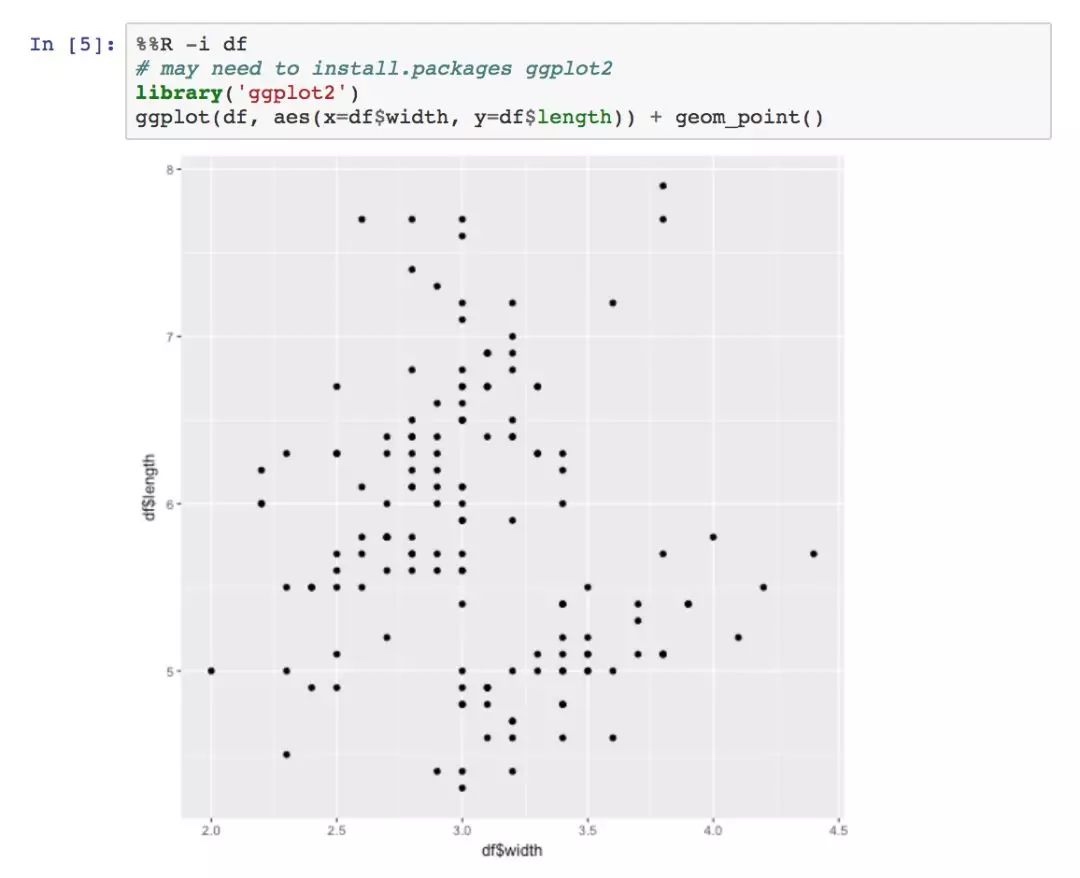 In [5]:
%%R -i df
# may need to install.packages ggplot2
library('ggplot2')
ggplot(df, aes(x=df$width, y=df$length)) + geom_point()
8
7
6
5
df$length
2.0 2.5 3.0 3.5 4.0 4.5
df$width